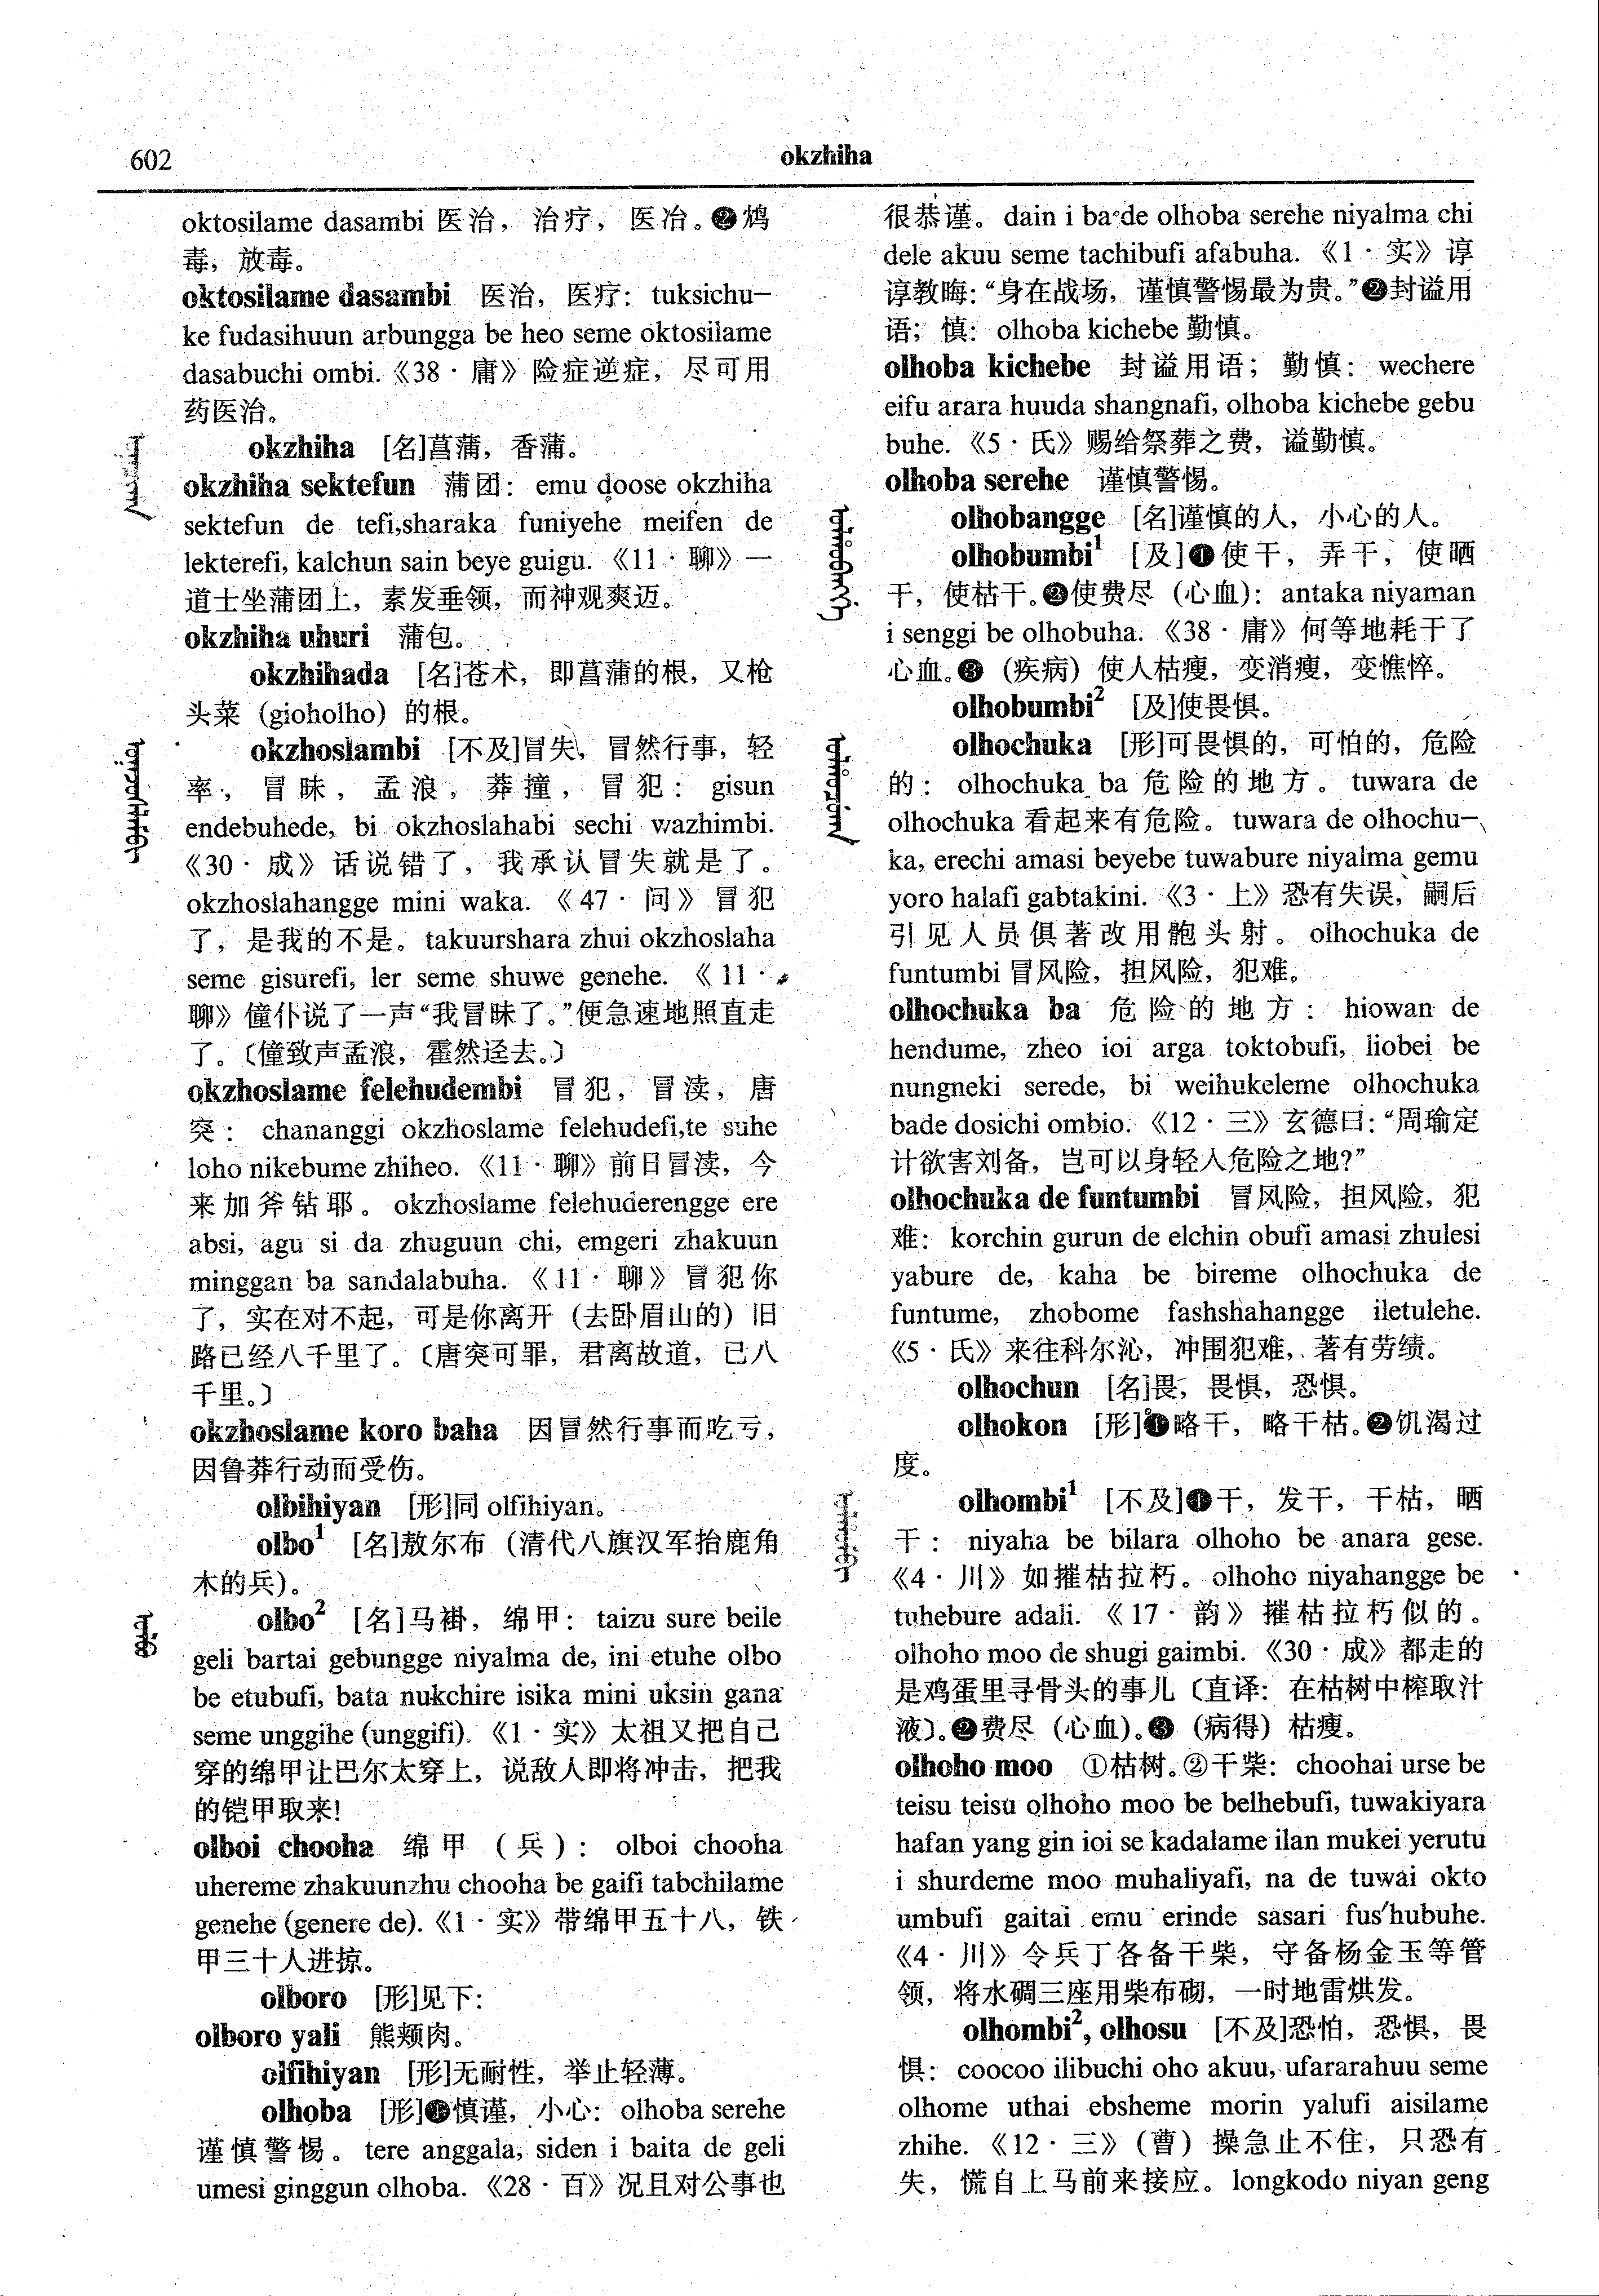 602
okzhiha
oktosilame dasambi 医治，治疗，医冶。❷鸩
毒，放毒。
oktosilame dasambi 医治，医疗：tuksichu-
ke fudasihuun arbungga be heo seme oktosilame
dasabuchi ombi.《38·庸》险症逆症，尽可用
药医治。
okzhiha [名]菖蒲，香蒲。
okzhiha sektefun 蒲团：emu doose okzhiha
sektefun de tefi,sharaka funiyehe meifen de
lekterefi, kalchun sain beye guigu.《11·聊》一
道士坐蒲团上，素发垂领，而神观爽迈。
okzhiha uhuri 蒲包。
okzhihada [名]苍术，即菖蒲的根，又枪
头菜（gioholho）的根。
okzhoslambi [不及]冒失，冒然行事，轻
率，冒昧，孟浪，莽撞，冒犯：gisun
endebuhede, bi okzhoslahabi sechi wazhimbi.
《30·成》话说错了，我承认冒失就是了。
okzhoslahangge mini waka.《47·问》冒犯
了，是我的不是。takuurshara zhui okzhoslaha
seme gisurefi, ler seme shuwe genehe.《11·
聊》僮仆说了一声“我冒昧了。”便急速地照直走
了。〔僮致声孟浪，霍然迳去。〕
okzhoslame felehudembi 冒犯，冒渎，唐
突：chananggi okzhoslame felehudefi,te suhe
loho nikebume zhiheo.《11·聊》前日冒渎，今
来加斧钻耶。okzhoslame felehuderengge ere
absi, agu si da zhuguun chi, emgeri zhakuun
minggan ba sandalabuha.《11·聊》冒犯你
了，实在对不起，可是你离开（去卧眉山的）旧
路已经八千里了。〔唐突可罪，君离故道，已八
千里。〕
okzhoslame koro baha 因冒然行事而吃亏，
因鲁莽行动而受伤。
olbihiyan [形]同 olfihiyan。
olbo¹ [名]敖尔布（清代八旗汉军抬鹿角
木的兵）。
olbo² [名]马褂，绵甲：taizu sure beile
geli bartai gebungge niyalma de, ini etuhe olbo
be etubufi, bata nukchire isika mini uksin gana
seme unggihe (unggifi).《1·实》太祖又把自己
穿的绵甲让巴尔太穿上，说敌人即将冲击，把我
的铠甲取来！
olboi chooha 绵甲（兵）：olboi chooha
uhereme zhakuunzhu chooha be gaifi tabchilame
genehe (genere de).《1·实》带绵甲五十八，铁
甲三十人进掠。
olboro [形]见下：
olboro yali 熊颊肉。
olfihiyan [形]无耐性，举止轻薄。
olhoba [形]❶慎谨，小心：olhoba serehe
谨慎警惕。tere anggala, siden i baita de geli
umesi ginggun olhoba.《28·百》况且对公事也
很恭谨。dain i ba de olhoba serehe niyalma chi
dele akuu seme tachibufi afabuha.《1·实》谆
谆教晦：“身在战场，谨慎警惕最为贵。”❷封谥用
语；慎：olhoba kichebe 勤慎。
olhoba kichebe 封谥用语；勤慎：wechere
eifu arara huuda shangnafi, olhoba kichebe gebu
buhe.《5·氏》赐给祭葬之费，谥勤慎。
olhoba serehe 谨慎警惕。
olhobangge [名]谨慎的人，小心的人。
olhobumbi¹ [及]❶使干，弄干，使晒
干，使枯干。❷使费尽（心血）：antaka niyaman
i senggi be olhobuha.《38·庸》何等地耗干了
心血。❸（疾病）使人枯瘦，变消瘦，变憔悴。
olhobumbi² [及]使畏惧。
olhochuka [形]可畏惧的，可怕的，危险
的：olhochuka ba 危险的地方。tuwara de
olhochuka 看起来有危险。tuwara de olhochu-
ka, erechi amasi beyebe tuwabure niyalma gemu
yoro halafi gabtakini.《3·上》恐有失误，嗣后
引见人员俱著改用骲头射。olhochuka de
funtumbi 冒风险，担风险，犯难。
olhochuka ba 危险的地方：hiowan de
hendume, zheo ioi arga toktobufi, liobei be
nungneki serede, bi weihukeleme olhochuka
bade dosichi ombio.《12·三》玄德曰：“周瑜定
计欲害刘备，岂可以身轻入危险之地？”
olhochuka de funtumbi 冒风险，担风险，犯
难：korchin gurun de elchin obufi amasi zhulesi
yabure de, kaha be bireme olhochuka de
funtume, zhobome fashshahangge iletulehe.
《5·氏》来往科尔沁，冲围犯难，著有劳绩。
olhochun [名]畏，畏惧，恐惧。
olhokon [形]❶略干，略干枯。❷饥渴过
度。
olhombi¹ [不及]❶干，发干，干枯，晒
干：niyaha be bilara olhoho be anara gese.
《4·川》如摧枯拉朽。olhoho niyahangge be
tuhebure adali.《17·韵》摧枯拉朽似的。
olhoho moo de shugi gaimbi.《30·成》都走的
是鸡蛋里寻骨头的事儿〔直译：在枯树中榨取汁
液〕。❷费尽（心血）。❸（病得）枯瘦。
olhoho moo ①枯树。②干柴：choohai urse be
teisu teisu olhoho moo be belhebufi, tuwakiyara
hafan yang gin ioi se kadalame ilan mukei yerutu
i shurdeme moo muhaliyafi, na de tuwai okto
umbufi gaitai emu erinde sasari fus'hubuhe.
《4·川》令兵丁各备干柴，守备杨金玉等管
领，将水碉三座用柴布砌，一时地雷烘发。
olhombi², olhosu [不及]恐怕，恐惧，畏
惧：coocoo ilibuchi oho akuu, ufararahuu seme
olhome uthai ebsheme morin yalufi aisilame
zhihe.《12·三》（曹）操急止不住，只恐有
失，慌自上马前来接应。longkodo niyan geng